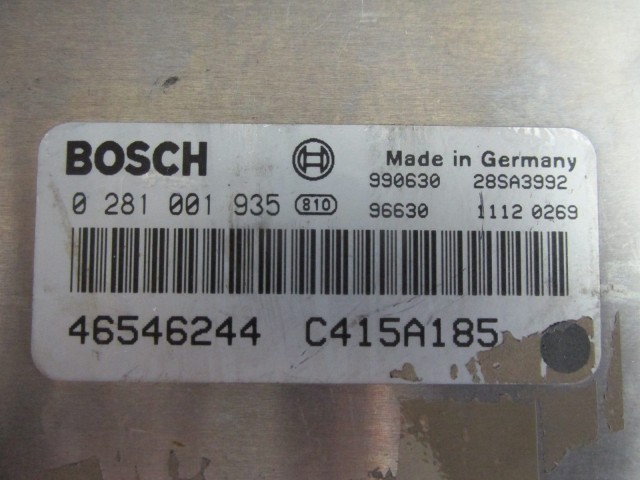 BOSCH Made in Germany
990630 28SA3992
0 281 001 935 810 96630 1112 0269
46546244 C415A185